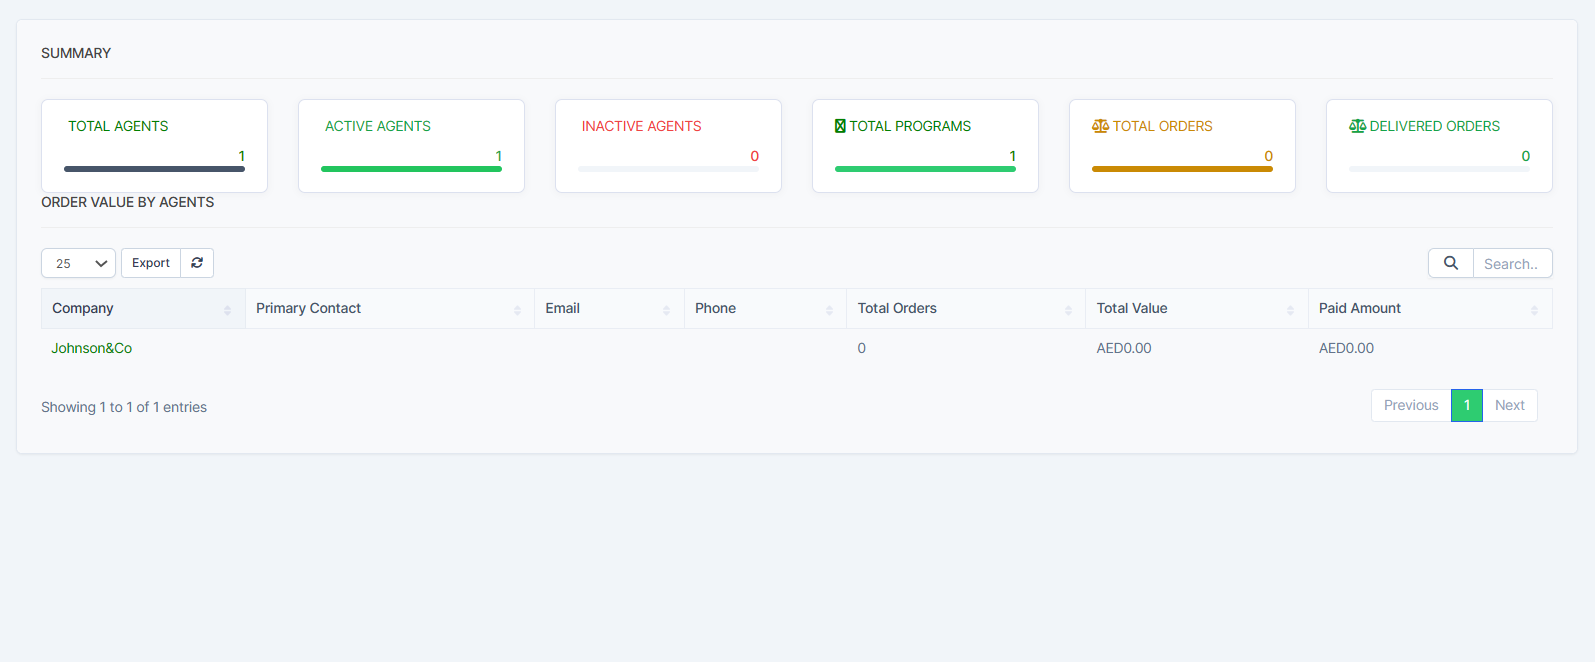 SUMMARY
TOTAL AGENTS
1
ACTIVE AGENTS
1
INACTIVE AGENTS
0
TOTAL PROGRAMS
1
TOTAL ORDERS
0
DELIVERED ORDERS
0
ORDER VALUE BY AGENTS
25 Export Search..
Company Primary Contact Email Phone Total Orders Total Value Paid Amount
Johnson&Co 0 AED0.00 AED0.00
Showing 1 to 1 of 1 entries Previous 1 Next